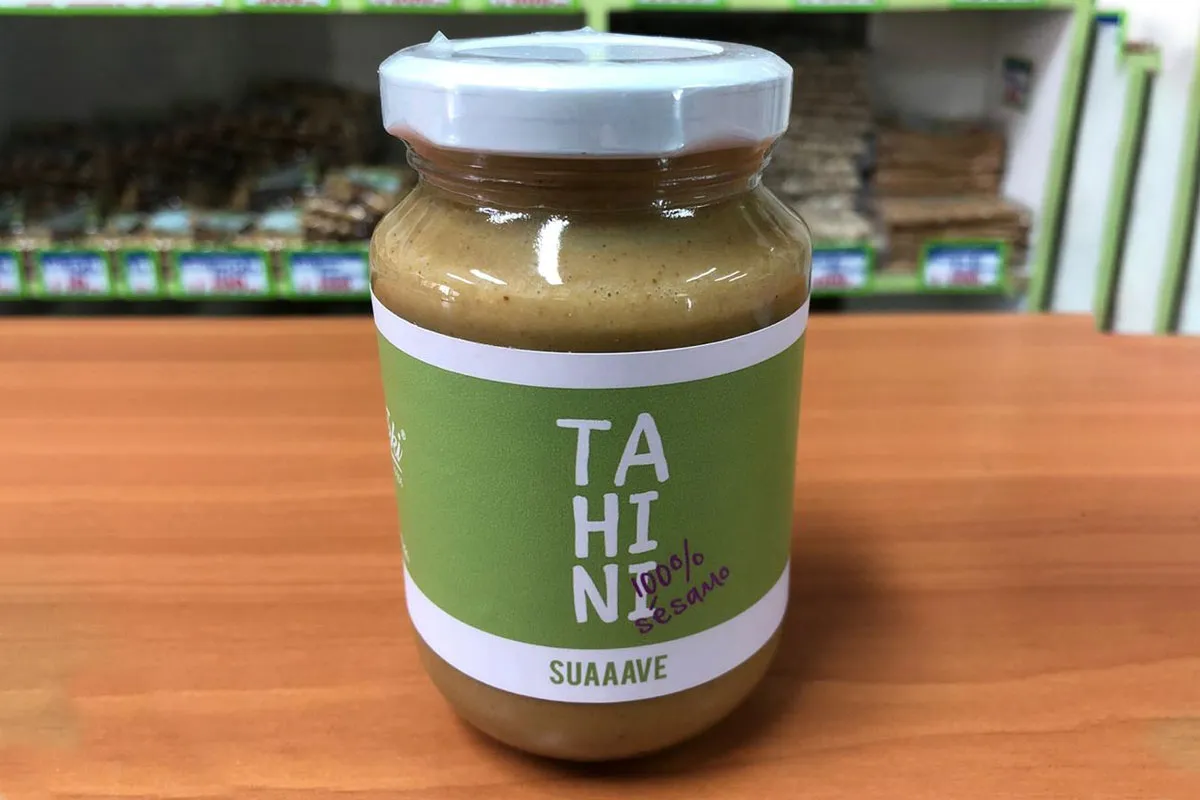 TA
HI
NI
100%
sésamo
SUAAAVE